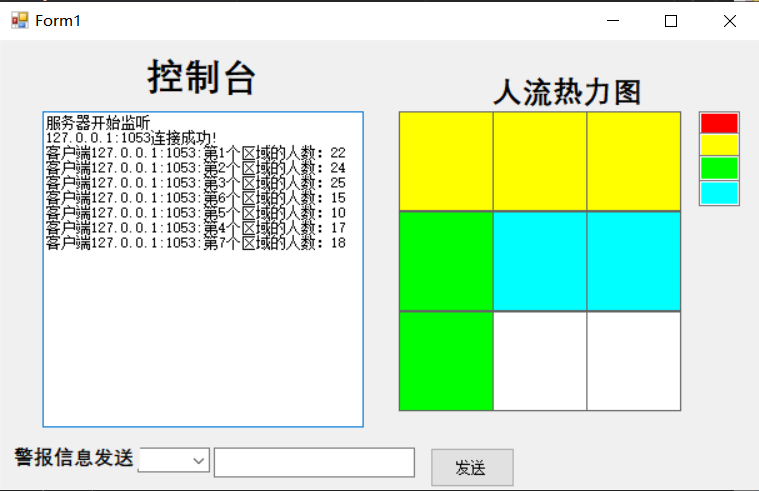 Form1
控制台
人流热力图
服务器开始监听
127.0.0.1:1053连接成功!
客户端127.0.0.1:1053:第1个区域的人数：22
客户端127.0.0.1:1053:第2个区域的人数：24
客户端127.0.0.1:1053:第3个区域的人数：25
客户端127.0.0.1:1053:第6个区域的人数：15
客户端127.0.0.1:1053:第5个区域的人数：10
客户端127.0.0.1:1053:第4个区域的人数：17
客户端127.0.0.1:1053:第7个区域的人数：18
警报信息发送
发送